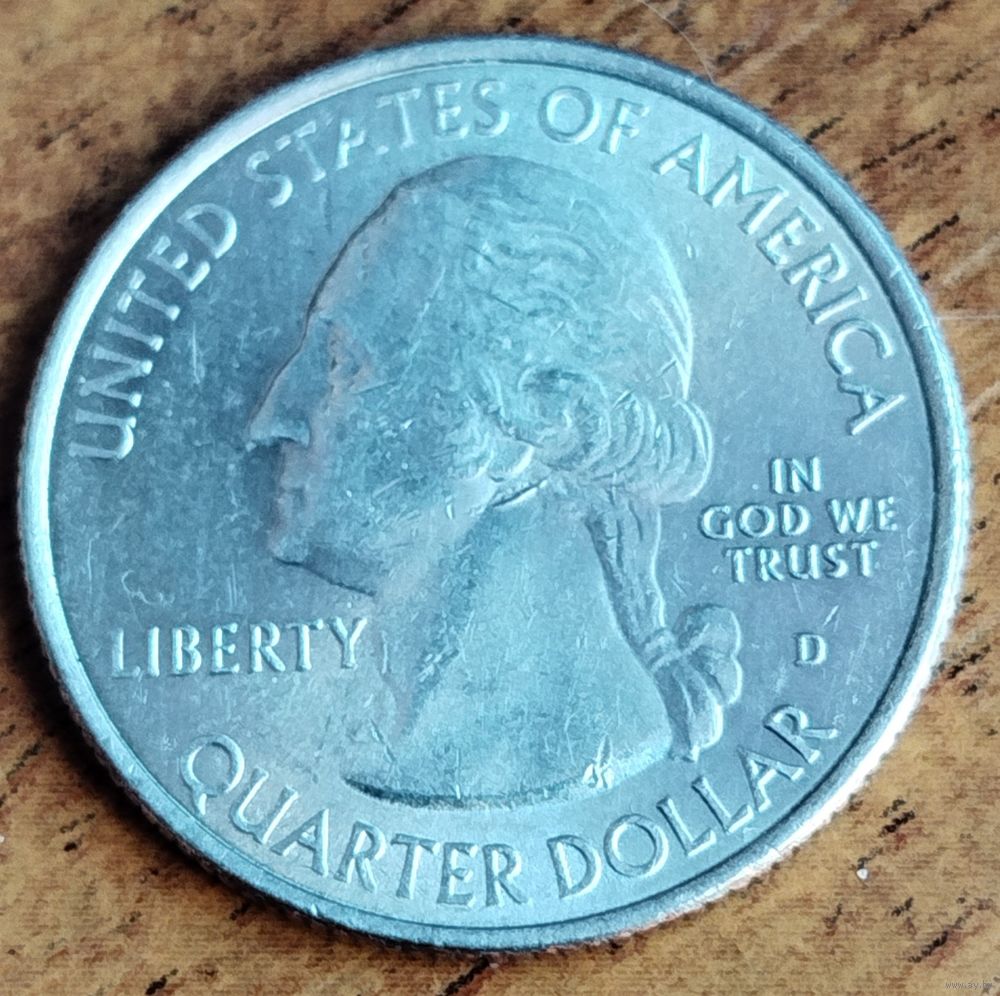 UNITED STATES OF AMERICA
IN
GOD WE
TRUST
LIBERTY
D
QUARTER DOLLAR